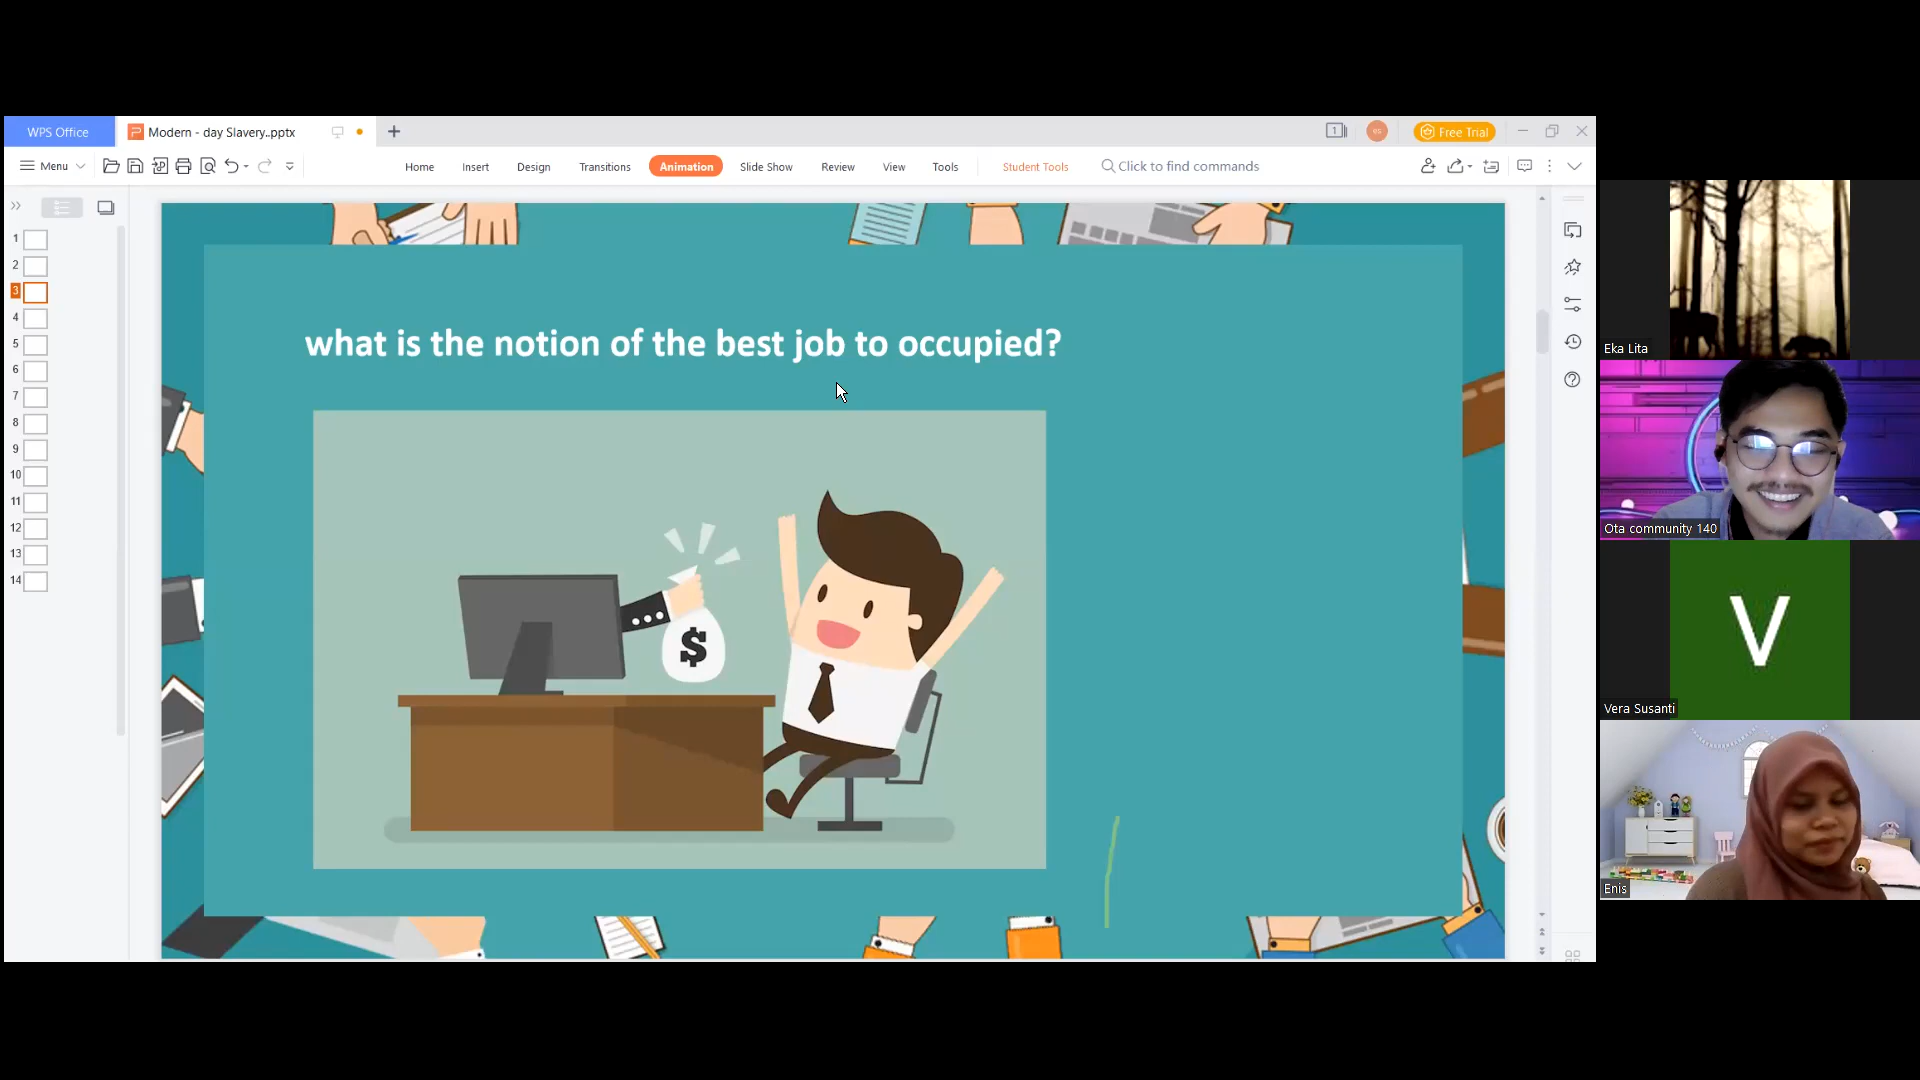 WPS Office
Modern - day Slavery..pptx
1
VS
Free Trial
Menu
Home
Insert
Design
Transitions
Animation
Slide Show
Review
View
Tools
Student Tools
Click to find commands
1
2
3
4
5
6
7
8
9
10
11
12
13
14
what is the notion of the best job to occupied?
$
Eka Lita
Ota community 140
V
Vera Susanti
Enis